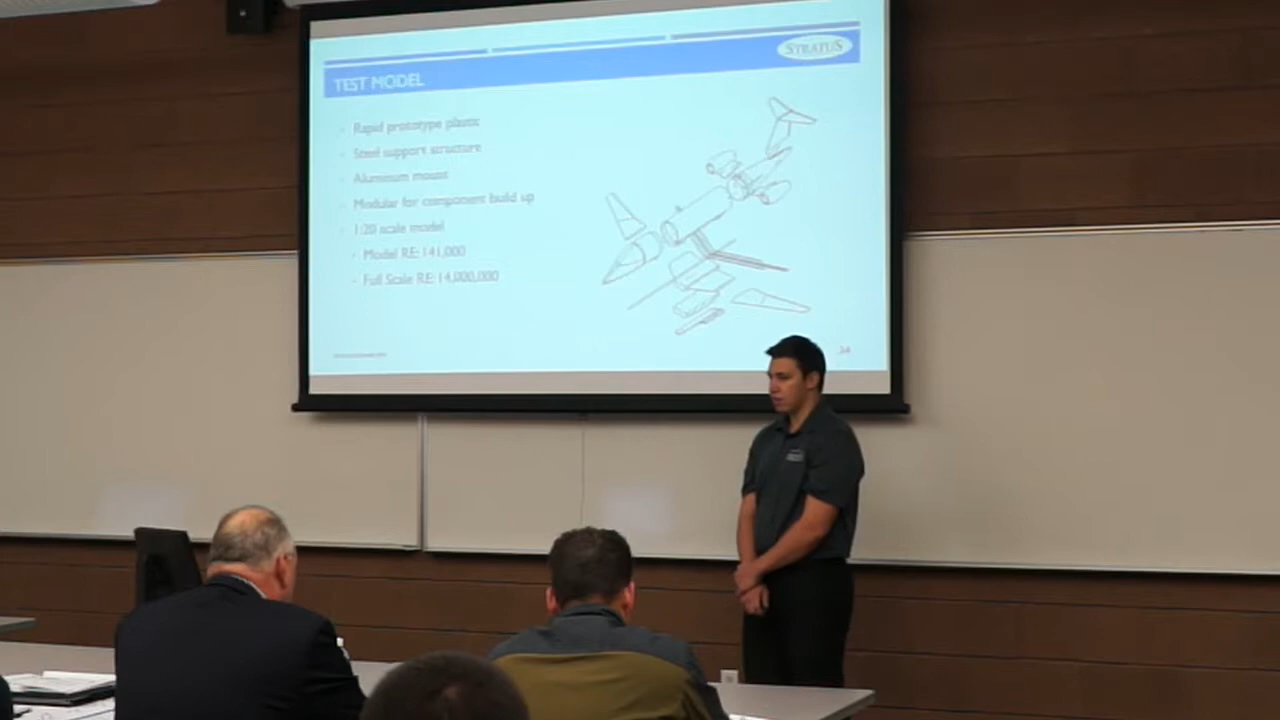 STRATUS
TEST MODEL
Rapid prototype plastic
Steel support structure
Aluminum mount
Modular for component build up
1:20 scale model
Model RE: 141,000
Full Scale RE: 14,000,000